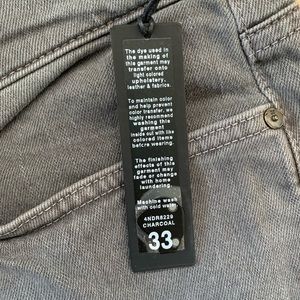 The dye used in
the making of
this garment may
transfer onto
light colored
upholstery,
leather & fabrics.
To maintain color
and help prevent
color transfer, we
highly recommend
washing this
garment
inside out with like
colored items
before wearing.
The finishing
effects of this
garment may
fade or change
with home
laundering.
Machine wash
with cold water.
4NDR8229
CHARCOAL
33